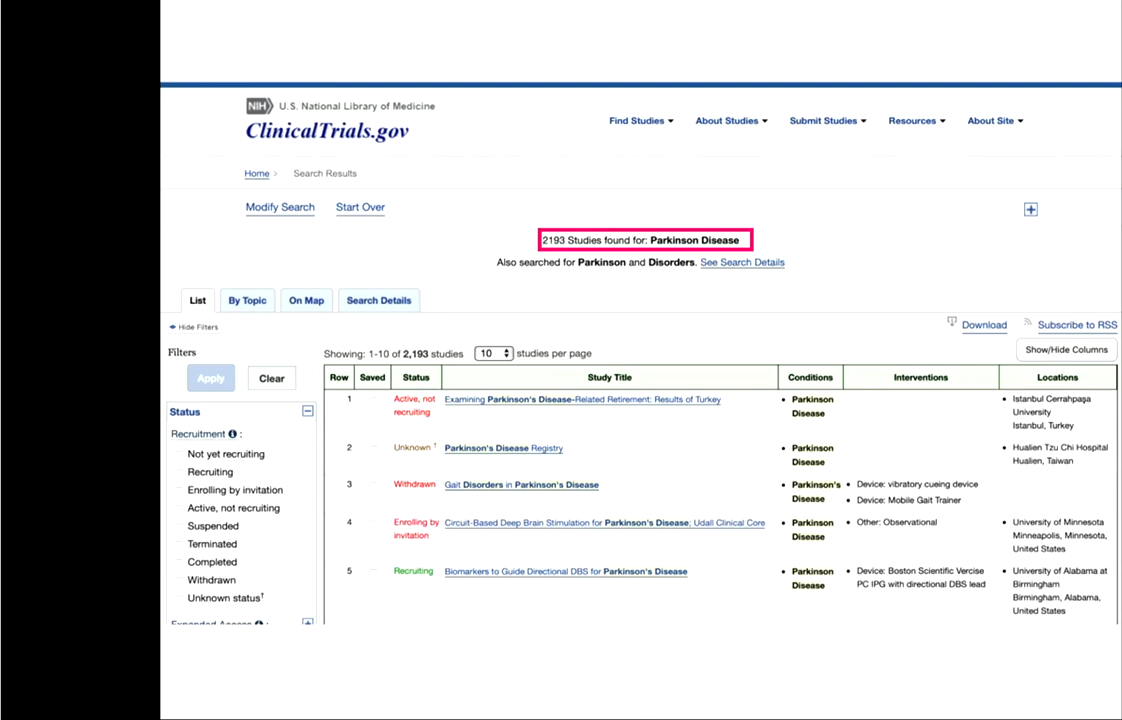 NIH U.S. National Library of Medicine
ClinicalTrials.gov
Find Studies About Studies Submit Studies Resources About Site
Home › Search Results
Modify Search Start Over
2193 Studies found for: Parkinson Disease
Also searched for Parkinson and Disorders. See Search Details
List By Topic On Map Search Details
Hide Filters
Download Subscribe to RSS
Show/Hide Columns
Filters
Apply Clear
Status
Recruitment :
Not yet recruiting
Recruiting
Enrolling by invitation
Active, not recruiting
Suspended
Terminated
Completed
Withdrawn
Unknown status†
Expanded Access :
Showing: 1-10 of 2,193 studies 10 studies per page
Row Saved Status Study Title Conditions Interventions Locations
1 Active, not Examining Parkinson's Disease-Related Retirement: Results of Turkey • Parkinson • Istanbul Cerrahpaşa
recruiting Disease University
Istanbul, Turkey
2 Unknown † Parkinson's Disease Registry • Parkinson • Hualien Tzu Chi Hospital
Disease Hualien, Taiwan
3 Withdrawn Gait Disorders in Parkinson's Disease • Parkinson's • Device: vibratory cueing device
Disease • Device: Mobile Gait Trainer
4 Enrolling by Circuit-Based Deep Brain Stimulation for Parkinson's Disease; Udall Clinical Core • Parkinson • Other: Observational • University of Minnesota
invitation Disease Minneapolis, Minnesota,
United States
5 Recruiting Biomarkers to Guide Directional DBS for Parkinson's Disease • Parkinson • Device: Boston Scientific Vercise • University of Alabama at
Disease PC IPG with directional DBS lead Birmingham
Birmingham, Alabama,
United States